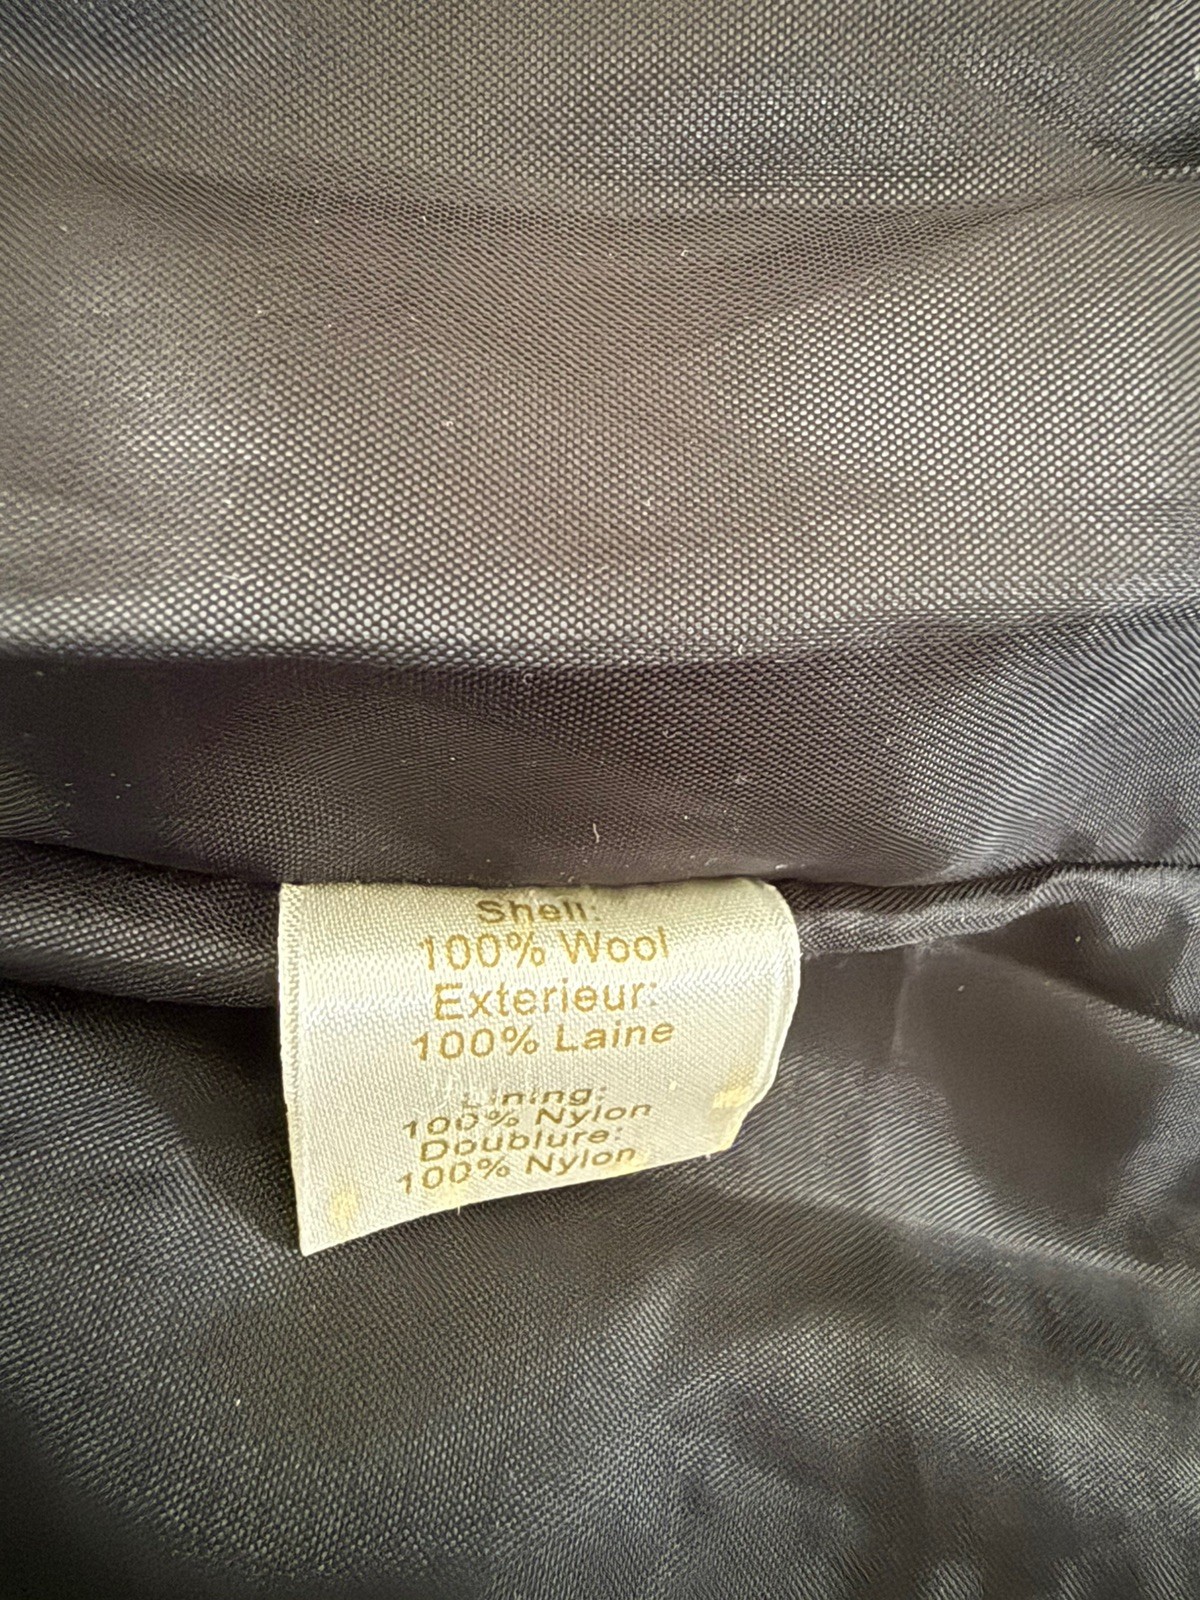 Shell:
100% Wool
Exterieur:
100% Laine
Lining:
100% Nylon
Doublure:
100% Nylon